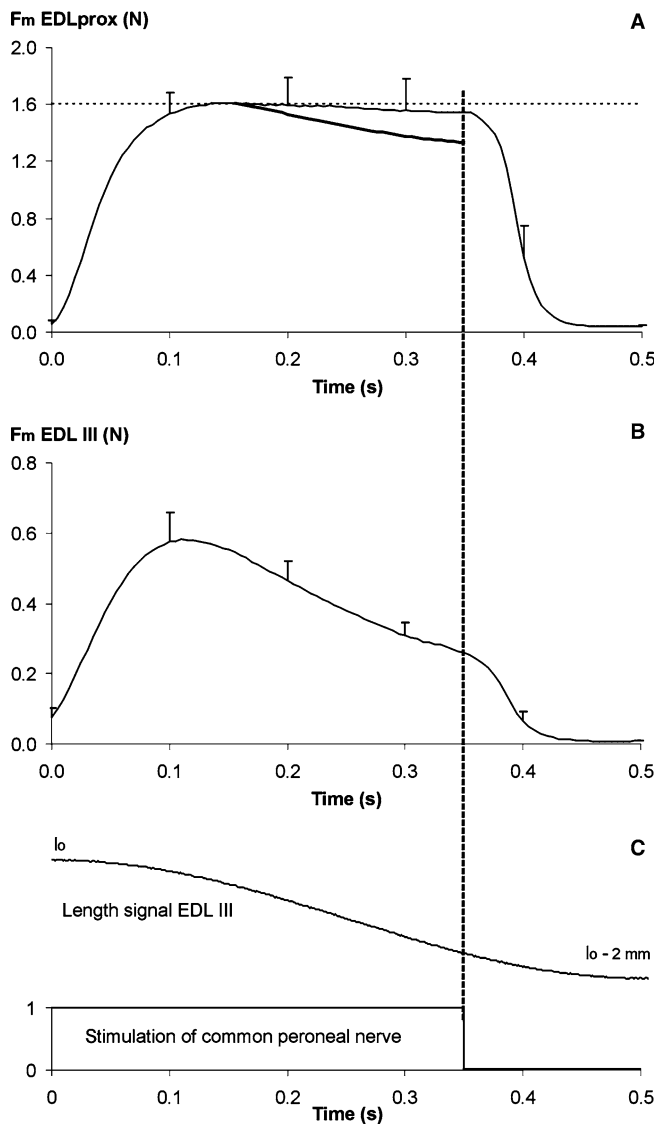 Fm EDLprox (N)
A
2.0
1.6
1.2
0.8
0.4
0.0
0.0 0.1 0.2 0.3 0.4 0.5
Time (s)
Fm EDL III (N)
B
0.8
0.6
0.4
0.2
0.0
0.0 0.1 0.2 0.3 0.4 0.5
Time (s)
lo
C
Length signal EDL III
lo - 2 mm
1
Stimulation of common peroneal nerve
0
0 0.1 0.2 0.3 0.4 0.5
Time (s)